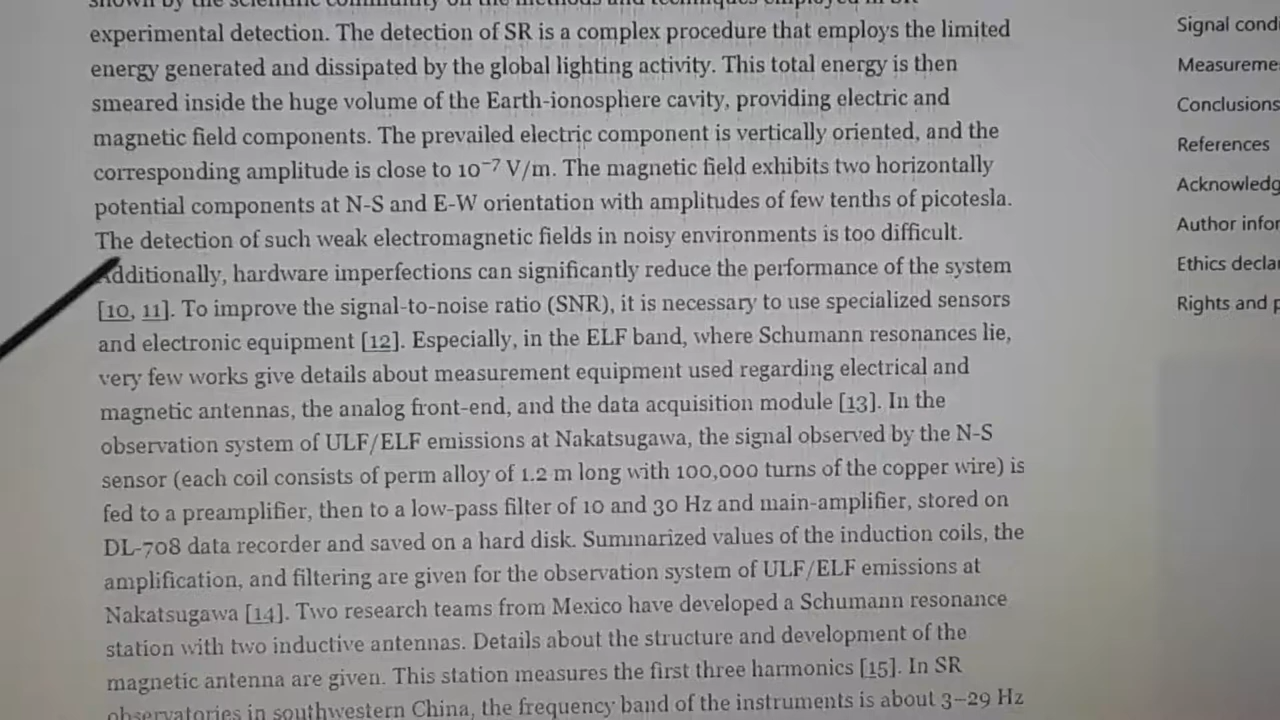 shown by the scientific community on the methods and techniques employed in SR
experimental detection. The detection of SR is a complex procedure that employs the limited
energy generated and dissipated by the global lighting activity. This total energy is then
smeared inside the huge volume of the Earth-ionosphere cavity, providing electric and
magnetic field components. The prevailed electric component is vertically oriented, and the
corresponding amplitude is close to 10⁻⁷ V/m. The magnetic field exhibits two horizontally
potential components at N-S and E-W orientation with amplitudes of few tenths of picotesla.
The detection of such weak electromagnetic fields in noisy environments is too difficult.
Additionally, hardware imperfections can significantly reduce the performance of the system
[10, 11]. To improve the signal-to-noise ratio (SNR), it is necessary to use specialized sensors
and electronic equipment [12]. Especially, in the ELF band, where Schumann resonances lie,
very few works give details about measurement equipment used regarding electrical and
magnetic antennas, the analog front-end, and the data acquisition module [13]. In the
observation system of ULF/ELF emissions at Nakatsugawa, the signal observed by the N-S
sensor (each coil consists of perm alloy of 1.2 m long with 100,000 turns of the copper wire) is
fed to a preamplifier, then to a low-pass filter of 10 and 30 Hz and main-amplifier, stored on
DL-708 data recorder and saved on a hard disk. Summarized values of the induction coils, the
amplification, and filtering are given for the observation system of ULF/ELF emissions at
Nakatsugawa [14]. Two research teams from Mexico have developed a Schumann resonance
station with two inductive antennas. Details about the structure and development of the
magnetic antenna are given. This station measures the first three harmonics [15]. In SR
observatories in southwestern China, the frequency band of the instruments is about 3–29 Hz
Signal cond
Measureme
Conclusions
References
Acknowledg
Author infor
Ethics declar
Rights and p